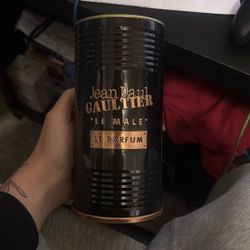 Jean Paul
GAULTIER
"LE MALE"
LE PARFUM